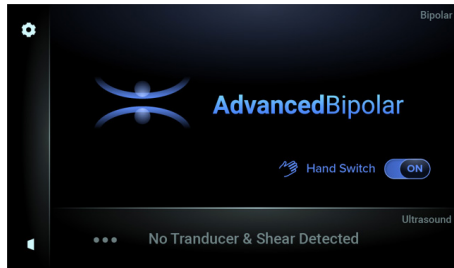 Bipolar
AdvancedBipolar
Hand Switch ON
Ultrasound
No Tranducer & Shear Detected